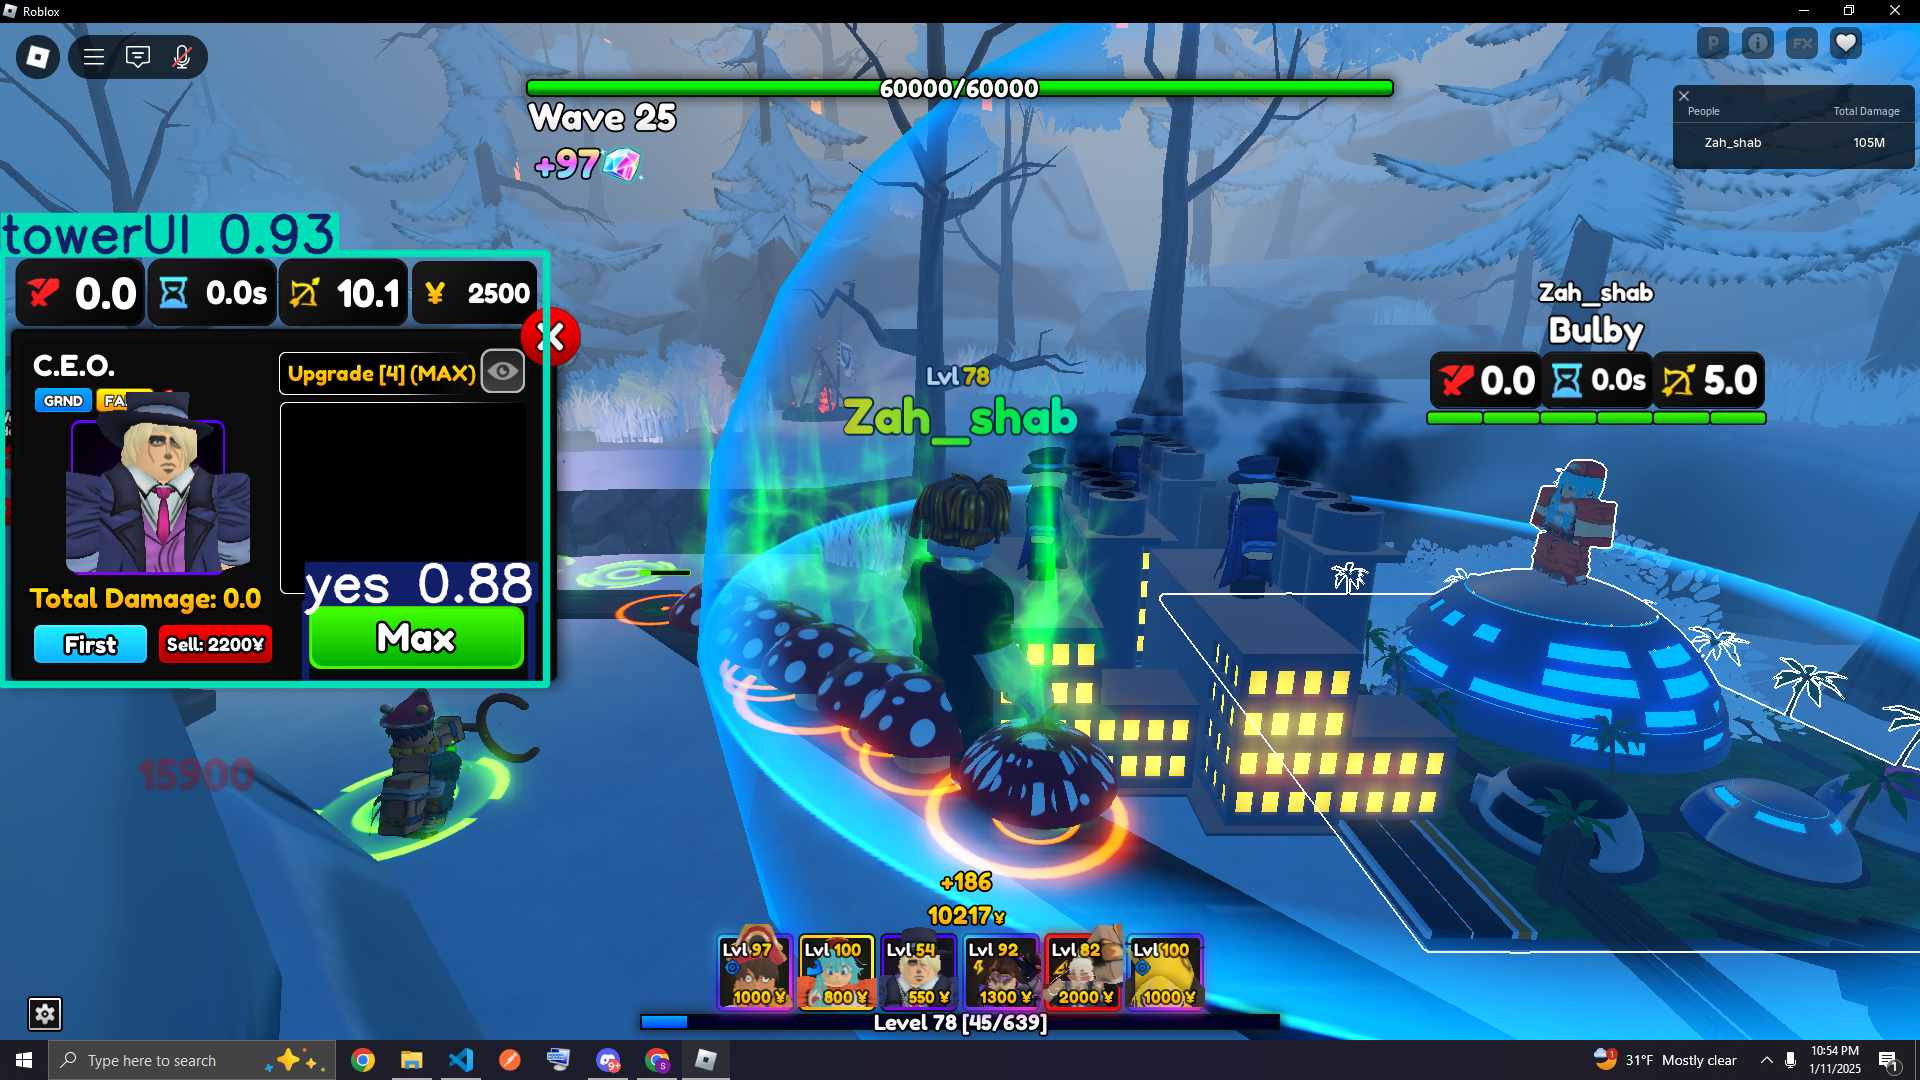 Roblox
P
FX
60000/60000
Wave 25
+97
People Total Damage
Zah_shab 105M
towerUI 0.93
0.0
0.0s
10.1
¥ 2500
C.E.O.
GRND
Upgrade [4] (MAX)
Total Damage: 0.0
First
Sell: 2200¥
yes 0.88
Max
Lvl 78
Zah_shab
Zah_shab
Bulby
0.0
0.0s
5.0
15900
+186
10217¥
Lvl 97
1000 ¥
Lvl 100
800 ¥
Lvl 54
550 ¥
Lvl 92
1300 ¥
Lvl 82
2000 ¥
Lvl 100
1000 ¥
Level 78 [45/639]
Type here to search
9+
S
1
31°F Mostly clear
10:54 PM
1/11/2025
1